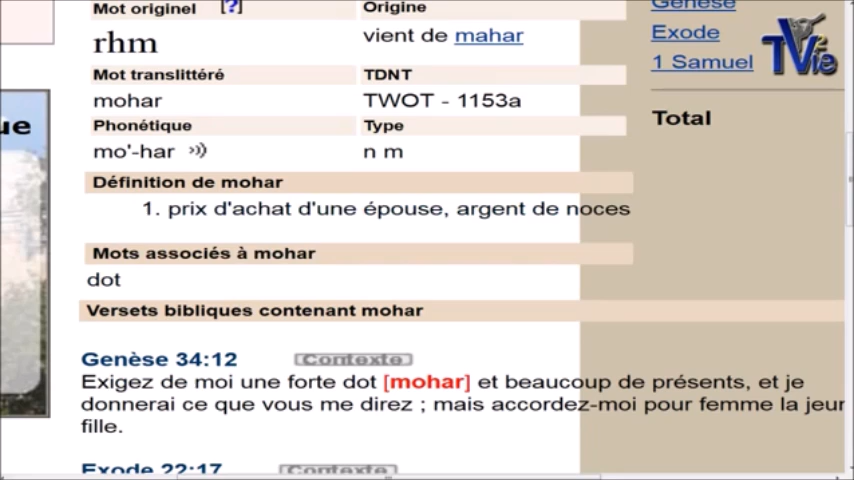 Mot originel [?] Origine Genèse
rhm vient de mahar Exode
Mot translittéré TDNT 1 Samuel
TV2Vie
mohar TWOT - 1153a
Phonétique Type Total
mo'-har n m
ue
Définition de mohar
1. prix d'achat d'une épouse, argent de noces
Mots associés à mohar
dot
Versets bibliques contenant mohar
Genèse 34:12 Contexte
Exigez de moi une forte dot [mohar] et beaucoup de présents, et je
donnerai ce que vous me direz ; mais accordez-moi pour femme la jeun
fille.
Exode 22:17 Contexte